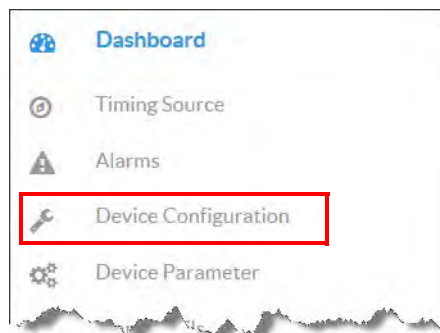 Dashboard
Timing Source
Alarms
Device Configuration
Device Parameter